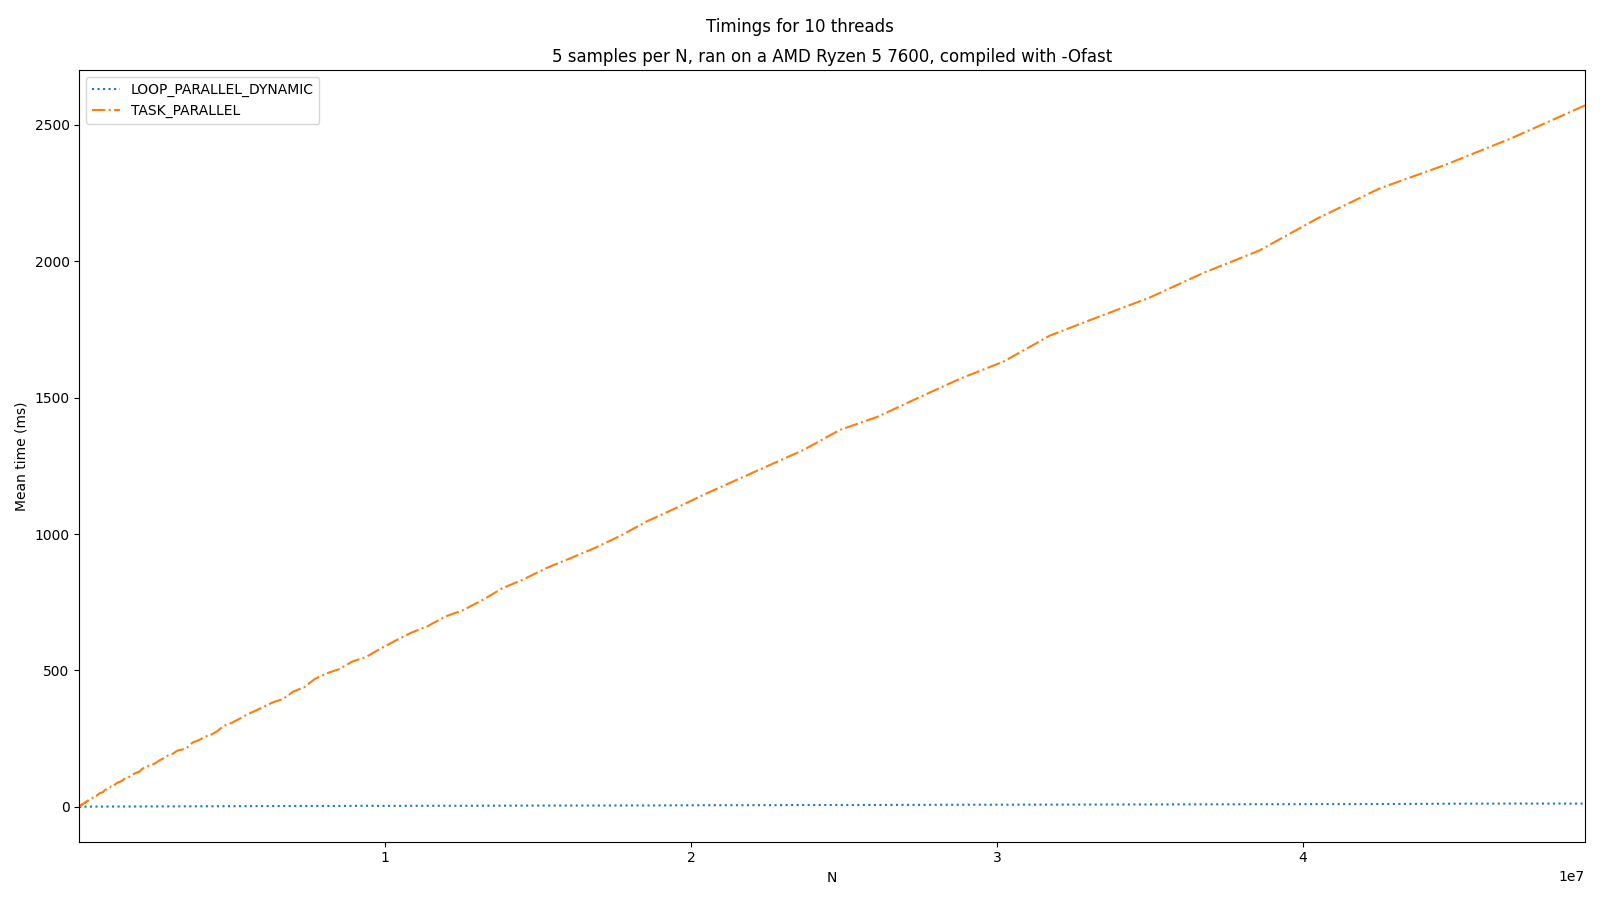 Timings for 10 threads
5 samples per N, ran on a AMD Ryzen 5 7600, compiled with -Ofast
LOOP_PARALLEL_DYNAMIC
TASK_PARALLEL
2500
2000
1500
1000
500
0
Mean time (ms)
1 2 3 4
1e7
N